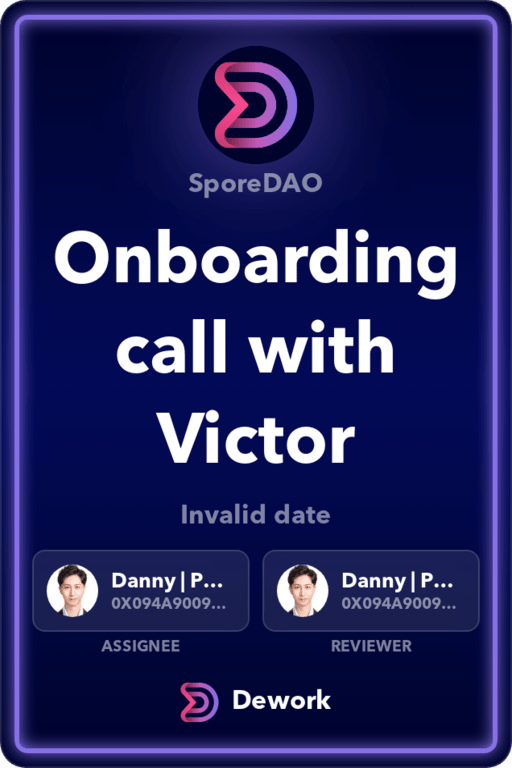 SporeDAO
Onboarding
call with
Victor
Invalid date
Danny | P...
0X094A9009...
Danny | P...
0X094A9009...
ASSIGNEE
REVIEWER
Dework